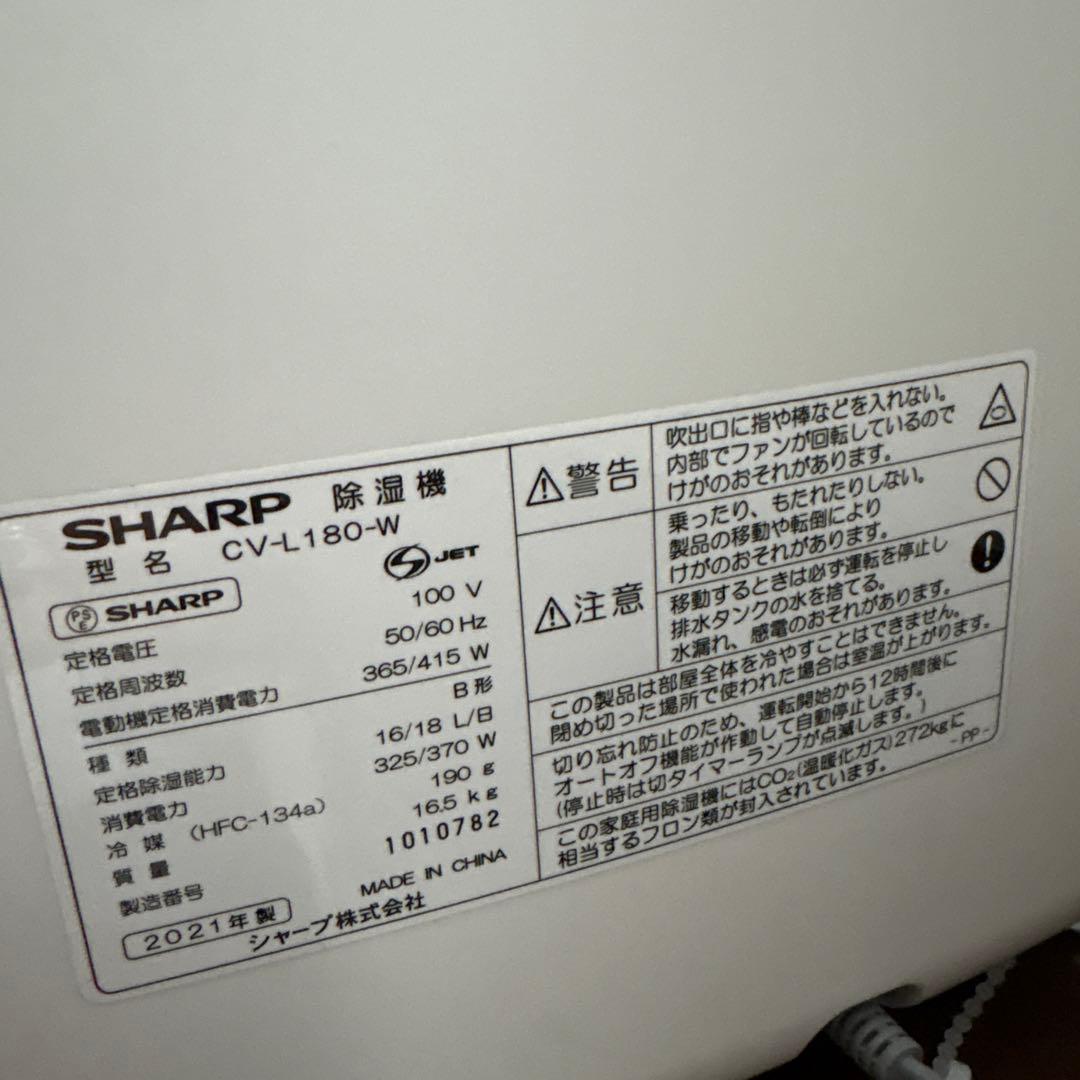 SHARP 除湿機
型名 CV-L180-W
PSE SHARP
S JET
定格電圧 100 V
定格周波数 50/60 Hz
電動機定格消費電力 365/415 W
種類 B形
定格除湿能力 16/18 L/日
消費電力 325/370 W
冷媒 (HFC-134a) 190 g
質量 16.5 kg
製造番号 1010782
2021年製 MADE IN CHINA
シャープ株式会社
警告
吹出口に指や棒などを入れない。
内部でファンが回転しているので
けがのおそれがあります。
注意
乗ったり、もたれたりしない。
製品の移動や転倒により
けがのおそれがあります。
移動するときは必ず運転を停止し
排水タンクの水を捨てる。
水漏れ、感電のおそれがあります。
この製品は部屋全体を冷やすことはできません。
閉め切った場所で使われた場合は室温が上がります。
切り忘れ防止のため、運転開始から12時間後に
オートオフ機能が作動して自動停止します。
(停止時は切タイマーランプが点滅します。)
この家庭用除湿機にはCO₂(温暖化ガス)272kgに
相当するフロン類が封入されています。
-PP-